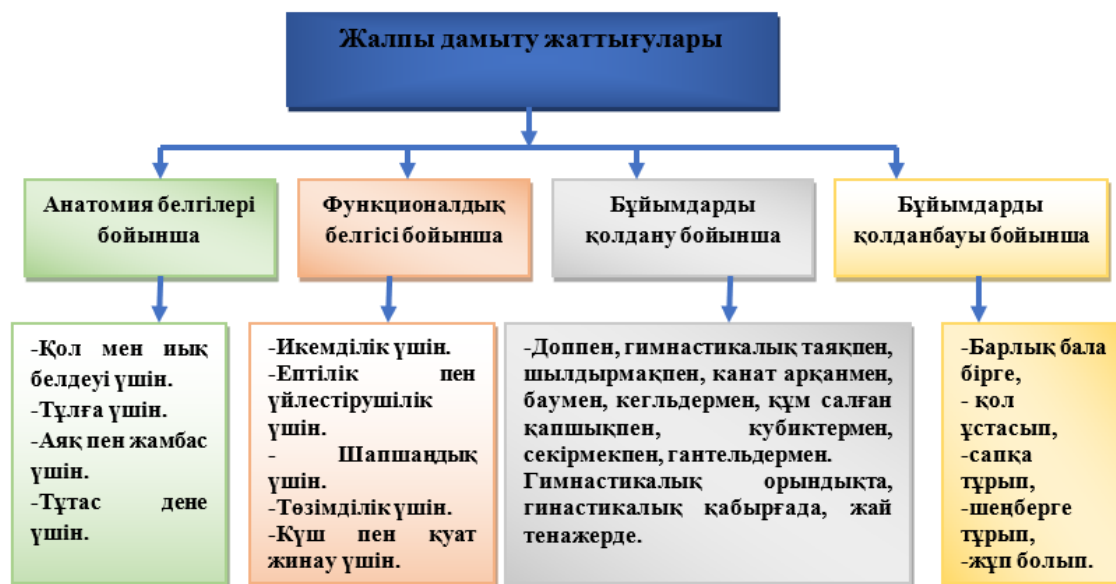 Жалпы дамыту жаттығулары
Анатомия белгілері
бойынша
Функционалдық
белгісі бойынша
Бұйымдарды
қолдану бойынша
Бұйымдарды
қолданбауы бойынша
-Қол мен иық
белдеуі үшін.
-Тұлға үшін.
-Аяқ пен жамбас
үшін.
-Тұтас дене
үшін.
-Икемділік үшін.
-Ептілік пен
үйлестірушілік
үшін.
- Шапшаңдық
үшін.
-Төзімділік үшін.
-Күш пен қуат
жинау үшін.
-Доппен, гимнастикалық таяқпен,
шылдырмақпен, канат арқанмен,
баумен, кегльдермен, құм салған
қапшықпен, кубиктермен,
секірмекпен, гантельдермен.
Гимнастикалық орындықта,
гинастикалық қабырғада, жай
тенажерде.
-Барлық бала
бірге,
- қол
ұстасып,
-сапқа
тұрып,
-шеңберге
тұрып,
-жұп болып.